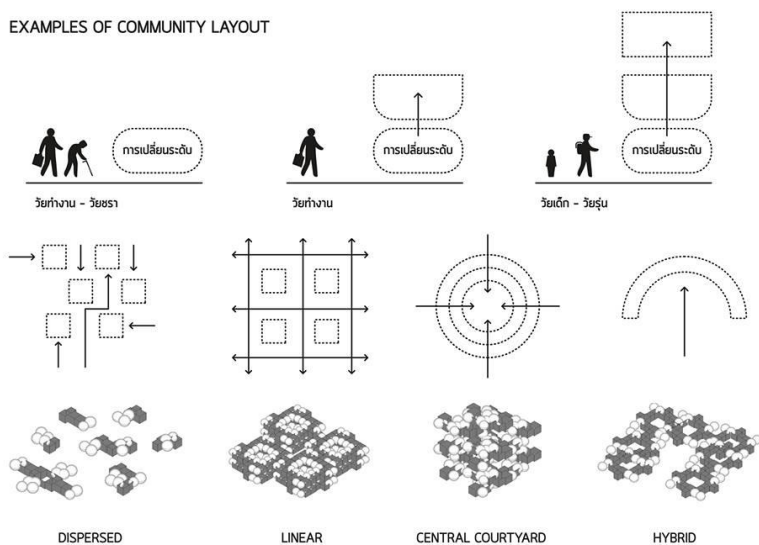 EXAMPLES OF COMMUNITY LAYOUT
การเปลี่ยนระดับ
การเปลี่ยนระดับ
การเปลี่ยนระดับ
วัยทำงาน - วัยชรา
วัยทำงาน
วัยเด็ก - วัยรุ่น
DISPERSED
LINEAR
CENTRAL COURTYARD
HYBRID